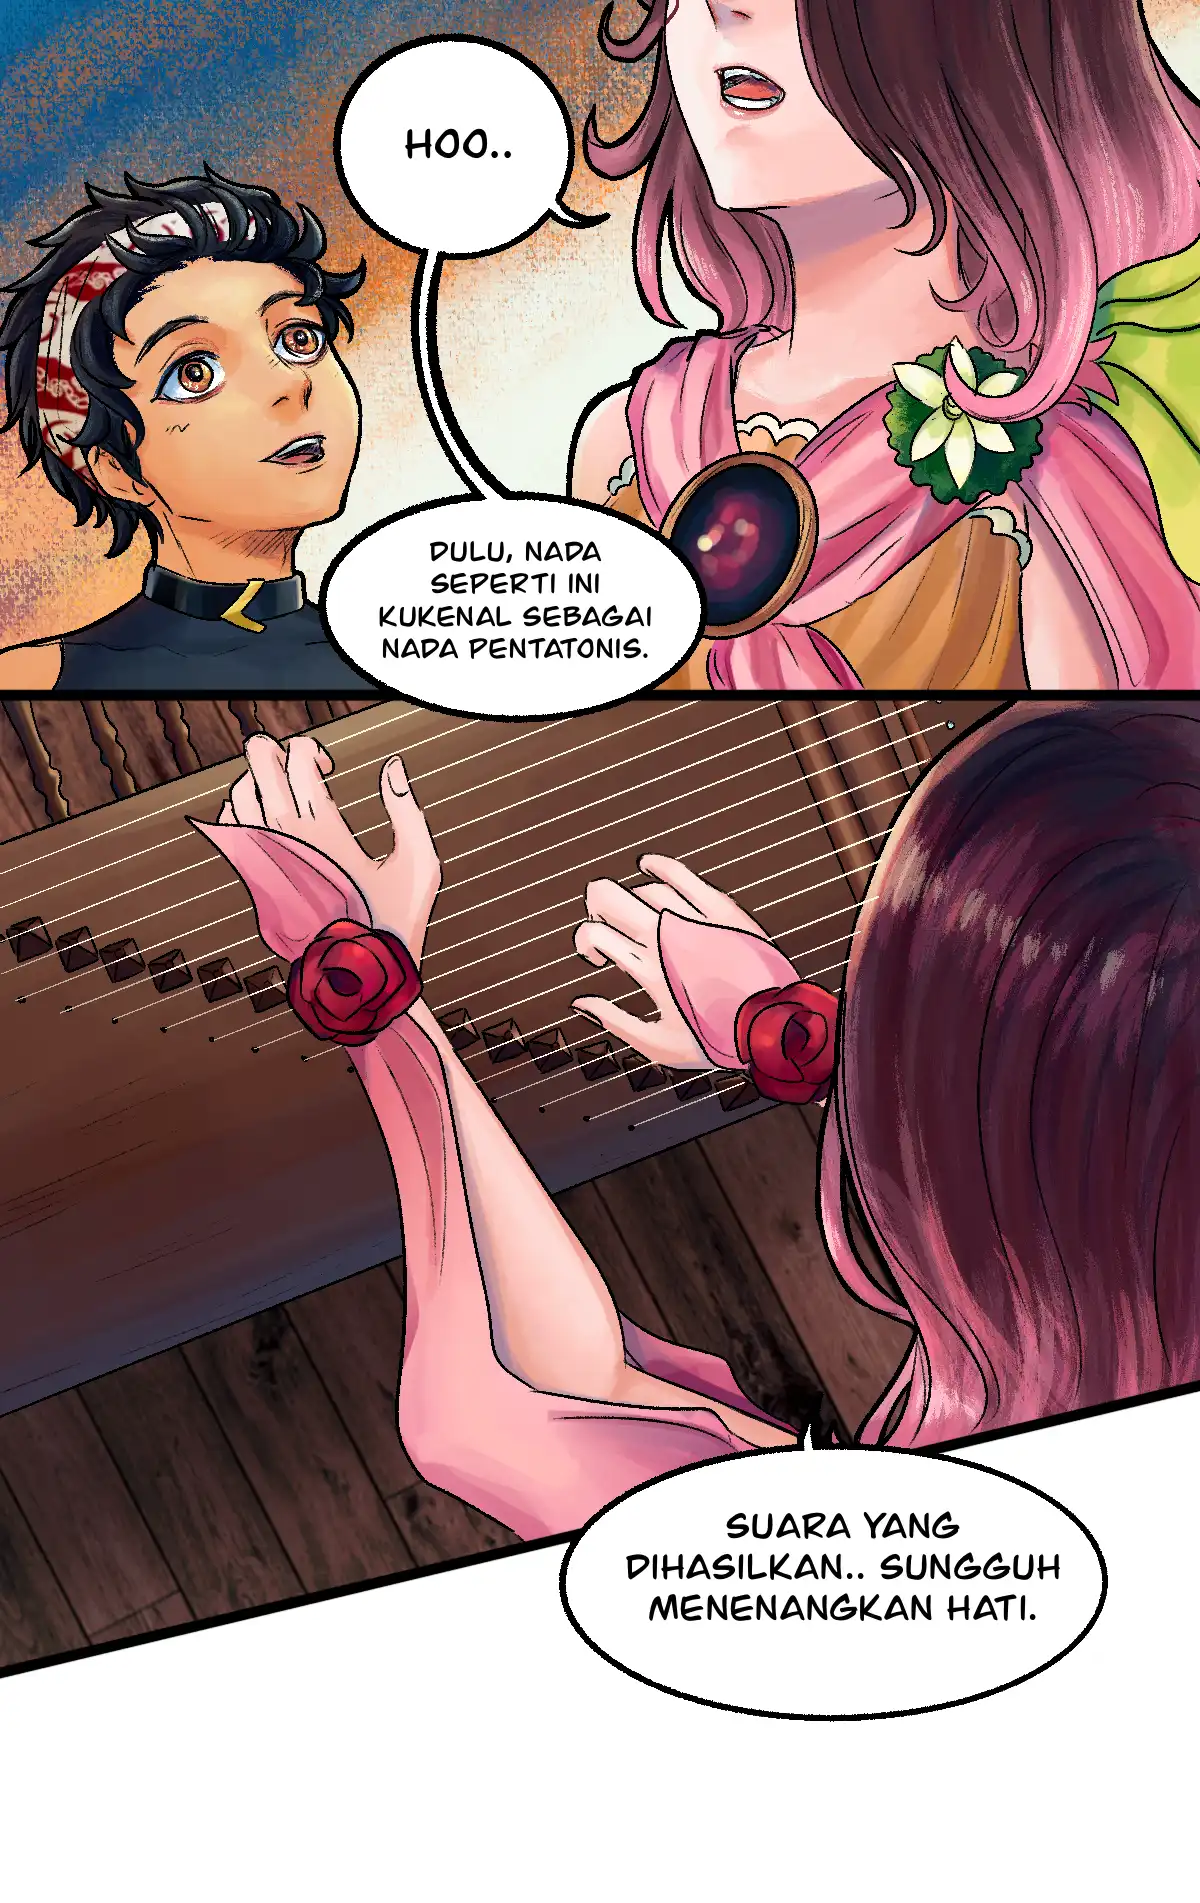 HOO..
DULU, NADA
SEPERTI INI
KUKENAL SEBAGAI
NADA PENTATONIS.
SUARA YANG
DIHASILKAN.. SUNGGUH
MENENANGKAN HATI.